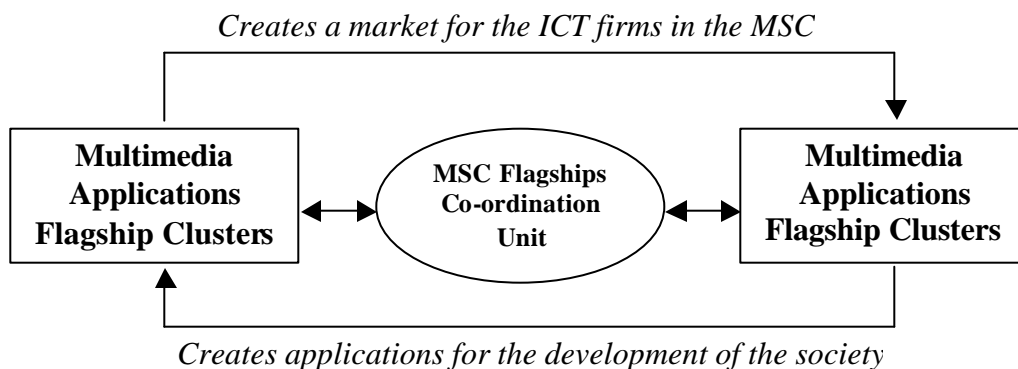 Creates a market for the ICT firms in the MSC
Multimedia
Applications
Flagship Clusters
MSC Flagships
Co-ordination
Unit
Multimedia
Applications
Flagship Clusters
Creates applications for the development of the society